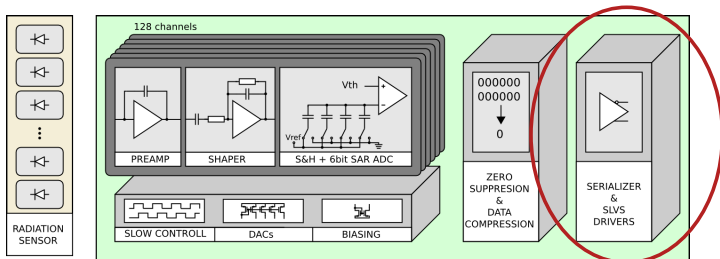 128 channels
Vth
+
−
Vref
PREAMP
SHAPER
S&H + 6bit SAR ADC
000000
000000
0
RADIATION
SENSOR
SLOW CONTROLL
DACs
BIASING
ZERO
SUPPRESION
&
DATA
COMPRESSION
SERIALIZER
&
SLVS
DRIVERS